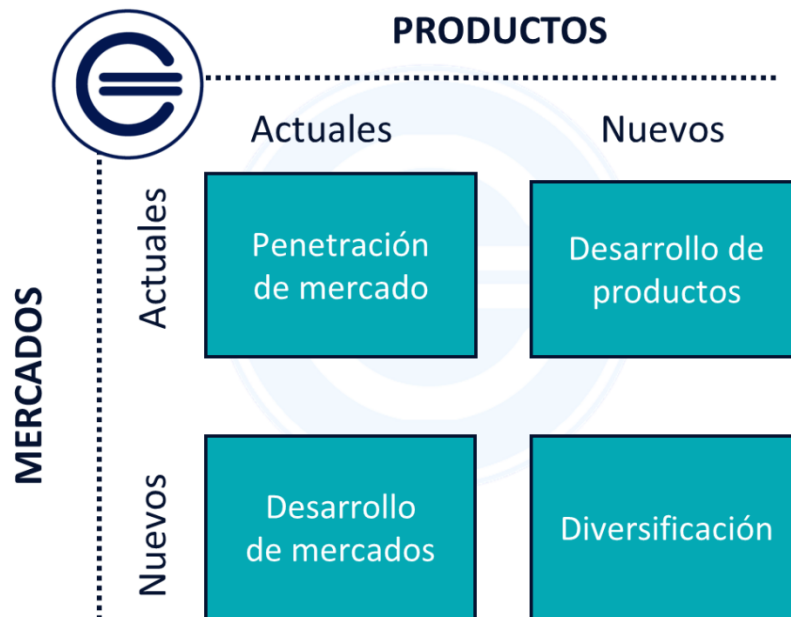 PRODUCTOS
Actuales
Nuevos
MERCADOS
Actuales
Penetración
de mercado
Desarrollo de
productos
Nuevos
Desarrollo
de mercados
Diversificación